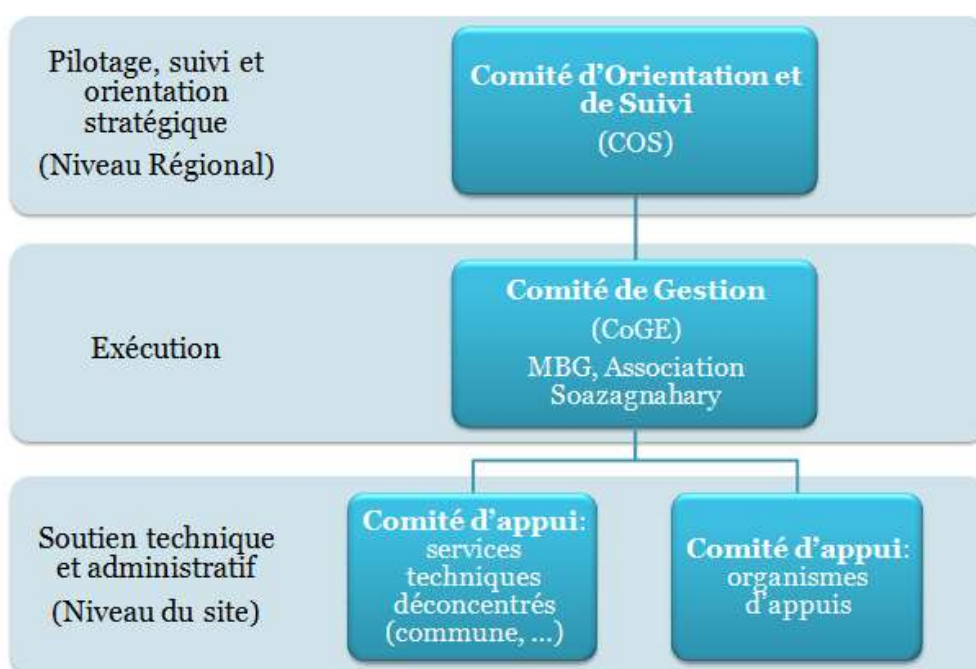 Pilotage, suivi et
orientation
stratégique
(Niveau Régional)
Comité d'Orientation et
de Suivi
(COS)
Exécution
Comité de Gestion
(CoGE)
MBG, Association
Soazagnahary
Soutien technique
et administratif
(Niveau du site)
Comité d'appui:
services
techniques
déconcentrés
(commune, ...)
Comité d'appui:
organismes
d'appuis